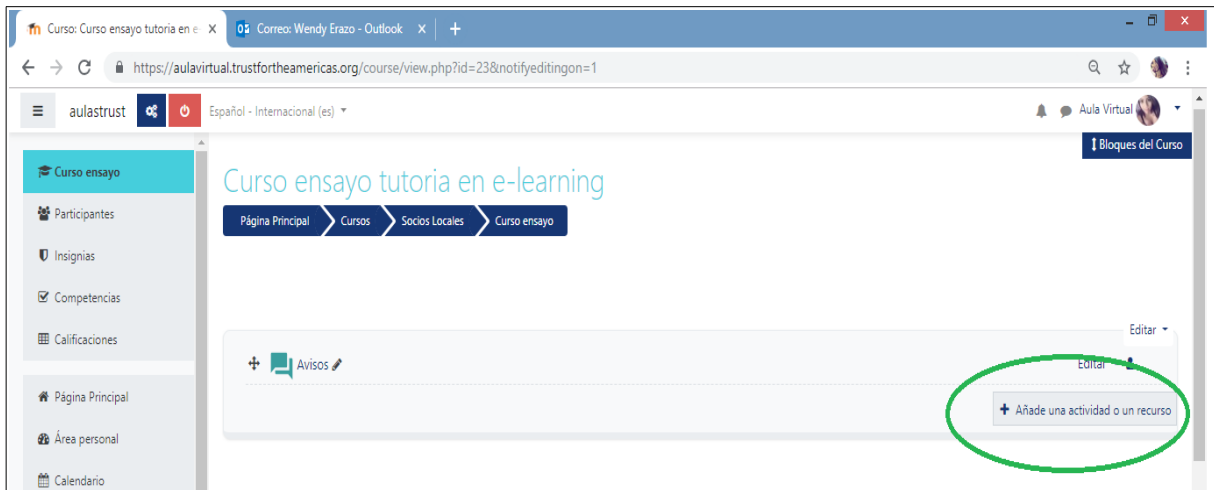 Curso: Curso ensayo tutoria en e-
Correo: Wendy Erazo - Outlook
https://aulavirtual.trustfortheamericas.org/course/view.php?id=23&notifyeditingon=1
aulastrust
Español - Internacional (es)
Aula Virtual
Bloques del Curso
Curso ensayo
Participantes
Insignias
Competencias
Calificaciones
Página Principal
Área personal
Calendario
Curso ensayo tutoria en e-learning
Página Principal
Cursos
Socios Locales
Curso ensayo
Editar
Avisos
Editar
+ Añade una actividad o un recurso